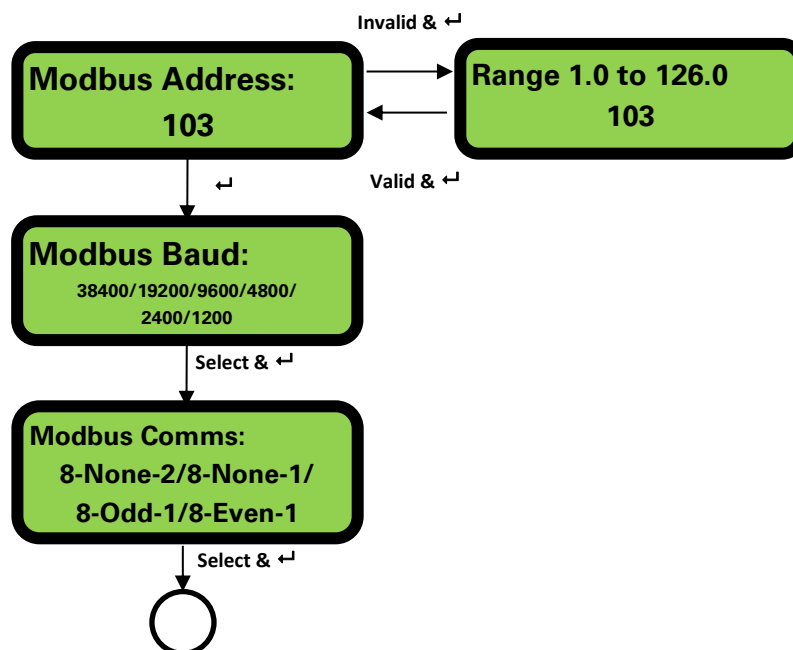 Invalid & ↵
Modbus Address:
103
Range 1.0 to 126.0
103
↵
Valid & ↵
Modbus Baud:
38400/19200/9600/4800/
2400/1200
Select & ↵
Modbus Comms:
8-None-2/8-None-1/
8-Odd-1/8-Even-1
Select & ↵